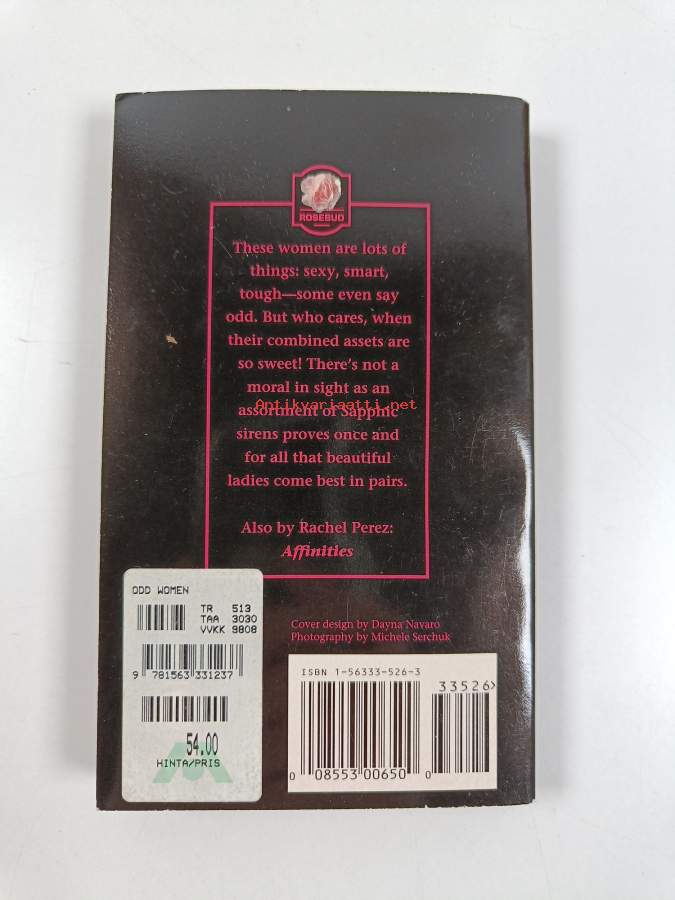 ROSEBUD
These women are lots of
things: sexy, smart,
tough—some even say
odd. But who cares, when
their combined assets are
so sweet! There's not a
moral in sight as an
Antikvariaatti.net
assortment of Sapphic
sirens proves once and
for all that beautiful
ladies come best in pairs.
Also by Rachel Perez:
Affinities
Cover design by Dayna Navaro
Photography by Michele Serchuk
ODD WOMEN
TR 513
TAA 3030
VVKK 9808
9 781563 331237
54.00
HINTA/PRIS
ISBN 1-56333-526-3
33526>
0 08553 00650 0